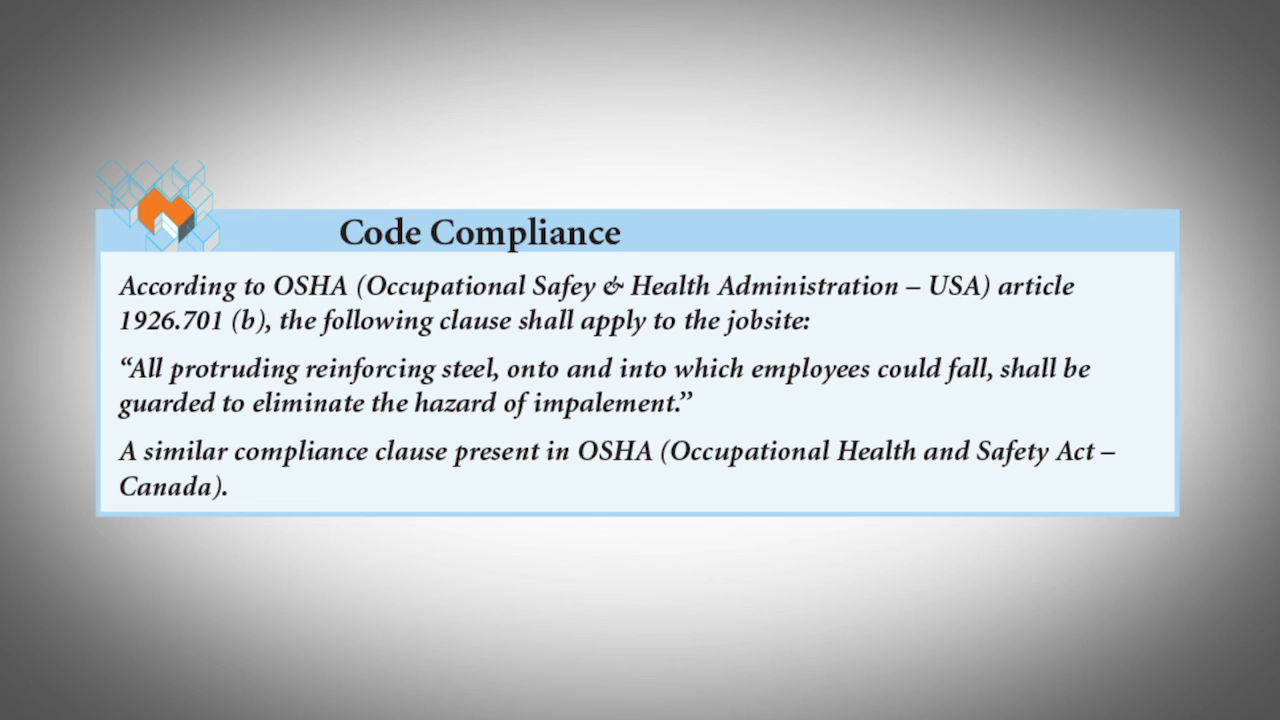 Code Compliance
According to OSHA (Occupational Safey & Health Administration – USA) article
1926.701 (b), the following clause shall apply to the jobsite:
“All protruding reinforcing steel, onto and into which employees could fall, shall be
guarded to eliminate the hazard of impalement.”
A similar compliance clause present in OSHA (Occupational Health and Safety Act –
Canada).